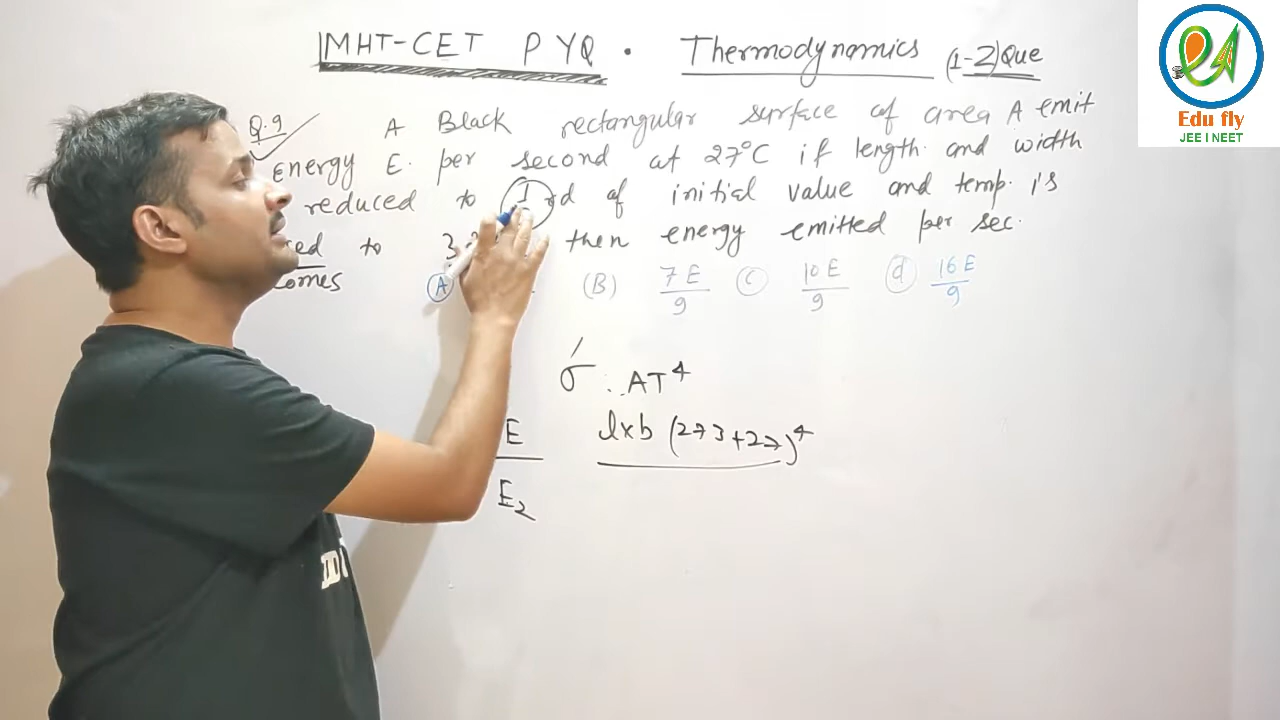 MHT-CET PYQ . Thermodynamics (1-2) Que
Edu fly
JEE I NEET
Q.9 A Black rectangular surface of area A emit
Energy E. per second at 27°C if length. and width
reduced to 1 rd of initial value and temp. is
to then energy emitted per sec.
(A) (B) 7E/9 (C) 10E/9 (d) 16E/9
σ . AT⁴
E l×b (273+27)⁴
E₂